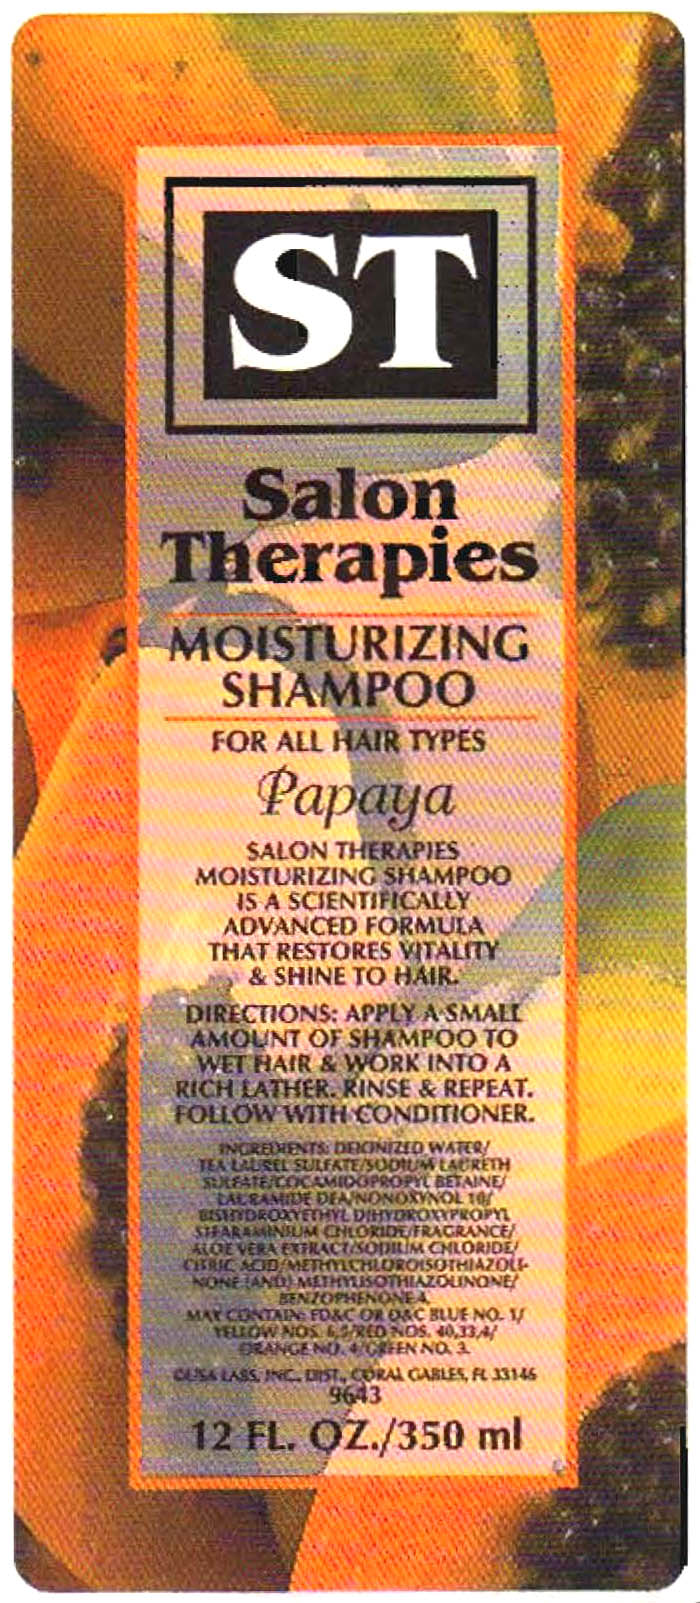 ST
Salon
Therapies
MOISTURIZING
SHAMPOO
FOR ALL HAIR TYPES
Papaya
SALON THERAPIES
MOISTURIZING SHAMPOO
IS A SCIENTIFICALLY
ADVANCED FORMULA
THAT RESTORES VITALITY
& SHINE TO HAIR.
DIRECTIONS: APPLY A SMALL
AMOUNT OF SHAMPOO TO
WET HAIR & WORK INTO A
RICH LATHER. RINSE & REPEAT.
FOLLOW WITH CONDITIONER.
INGREDIENTS: DEIONIZED WATER/
TEA LAUREL SULFATE/SODIUM LAURETH
SULFATE/COCAMIDOPROPYL BETAINE/
LAURAMIDE DEA/NONOXYNOL 10/
BISHYDROXYETHYL DIHYDROXYPROPYL
STEARAMINIUM CHLORIDE/FRAGRANCE/
ALOE VERA EXTRACT/SODIUM CHLORIDE/
CITRIC ACID/METHYLCHLOROISOTHIAZOLI-
NONE (AND) METHYLISOTHIAZOLINONE/
BENZOPHENONE-4.
MAY CONTAIN: FD&C OR D&C BLUE NO. 1/
YELLOW NOS. 6,5/RED NOS. 40,33,4/
ORANGE NO. 4/GREEN NO. 3.
©USA LABS, INC., DIST., CORAL GABLES, FL 33146
9643
12 FL. OZ./350 ml